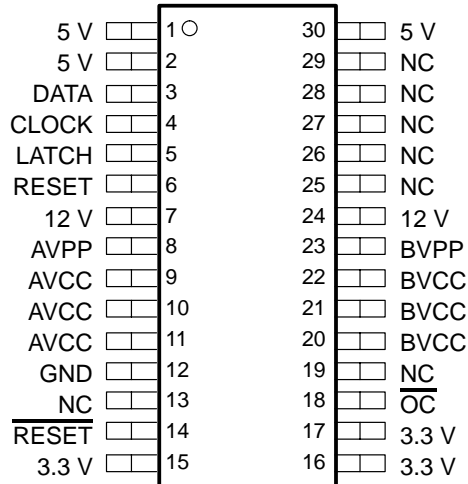 5 V 1 30 5 V
5 V 2 29 NC
DATA 3 28 NC
CLOCK 4 27 NC
LATCH 5 26 NC
RESET 6 25 NC
12 V 7 24 12 V
AVPP 8 23 BVPP
AVCC 9 22 BVCC
AVCC 10 21 BVCC
AVCC 11 20 BVCC
GND 12 19 NC
NC 13 18 O̅C̅
R̅E̅S̅E̅T̅ 14 17 3.3 V
3.3 V 15 16 3.3 V